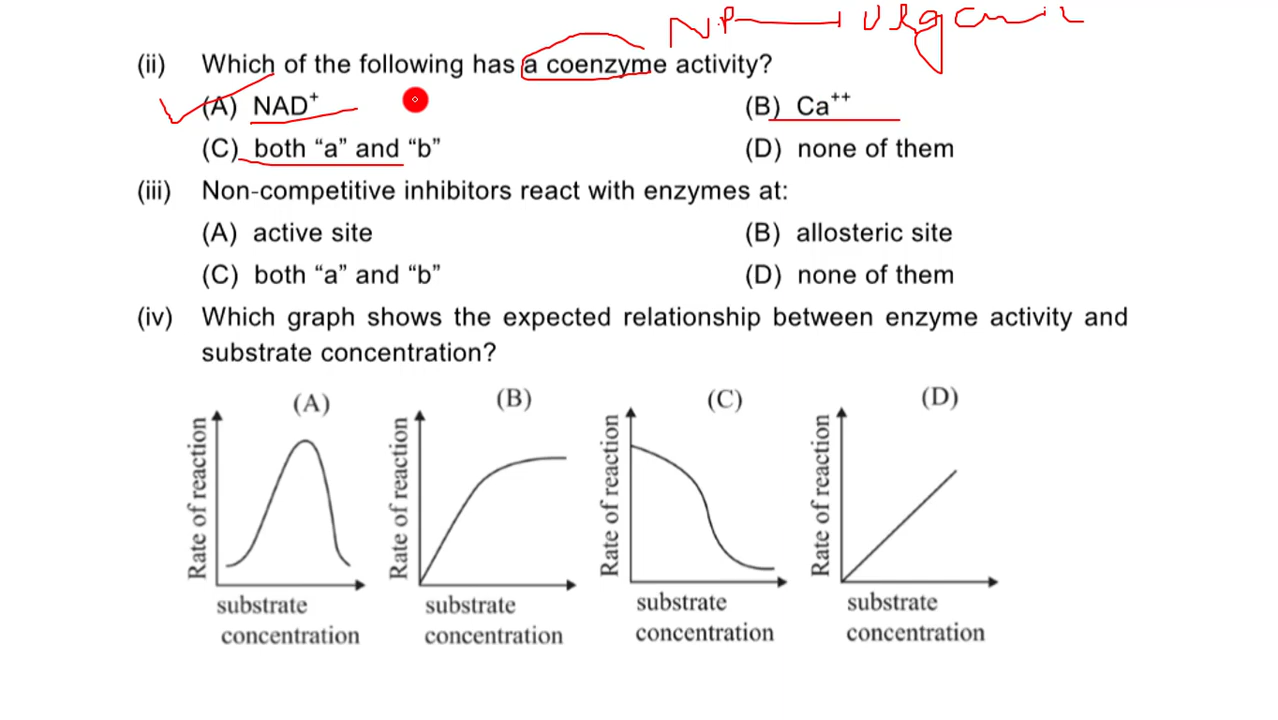 N.P → Organic
(ii) Which of the following has a coenzyme activity?
(A) NAD⁺ (B) Ca⁺⁺
(C) both “a” and “b” (D) none of them
(iii) Non-competitive inhibitors react with enzymes at:
(A) active site (B) allosteric site
(C) both “a” and “b” (D) none of them
(iv) Which graph shows the expected relationship between enzyme activity and
substrate concentration?
(A) (B) (C) (D)
Rate of reaction Rate of reaction Rate of reaction Rate of reaction
substrate substrate substrate substrate
concentration concentration concentration concentration